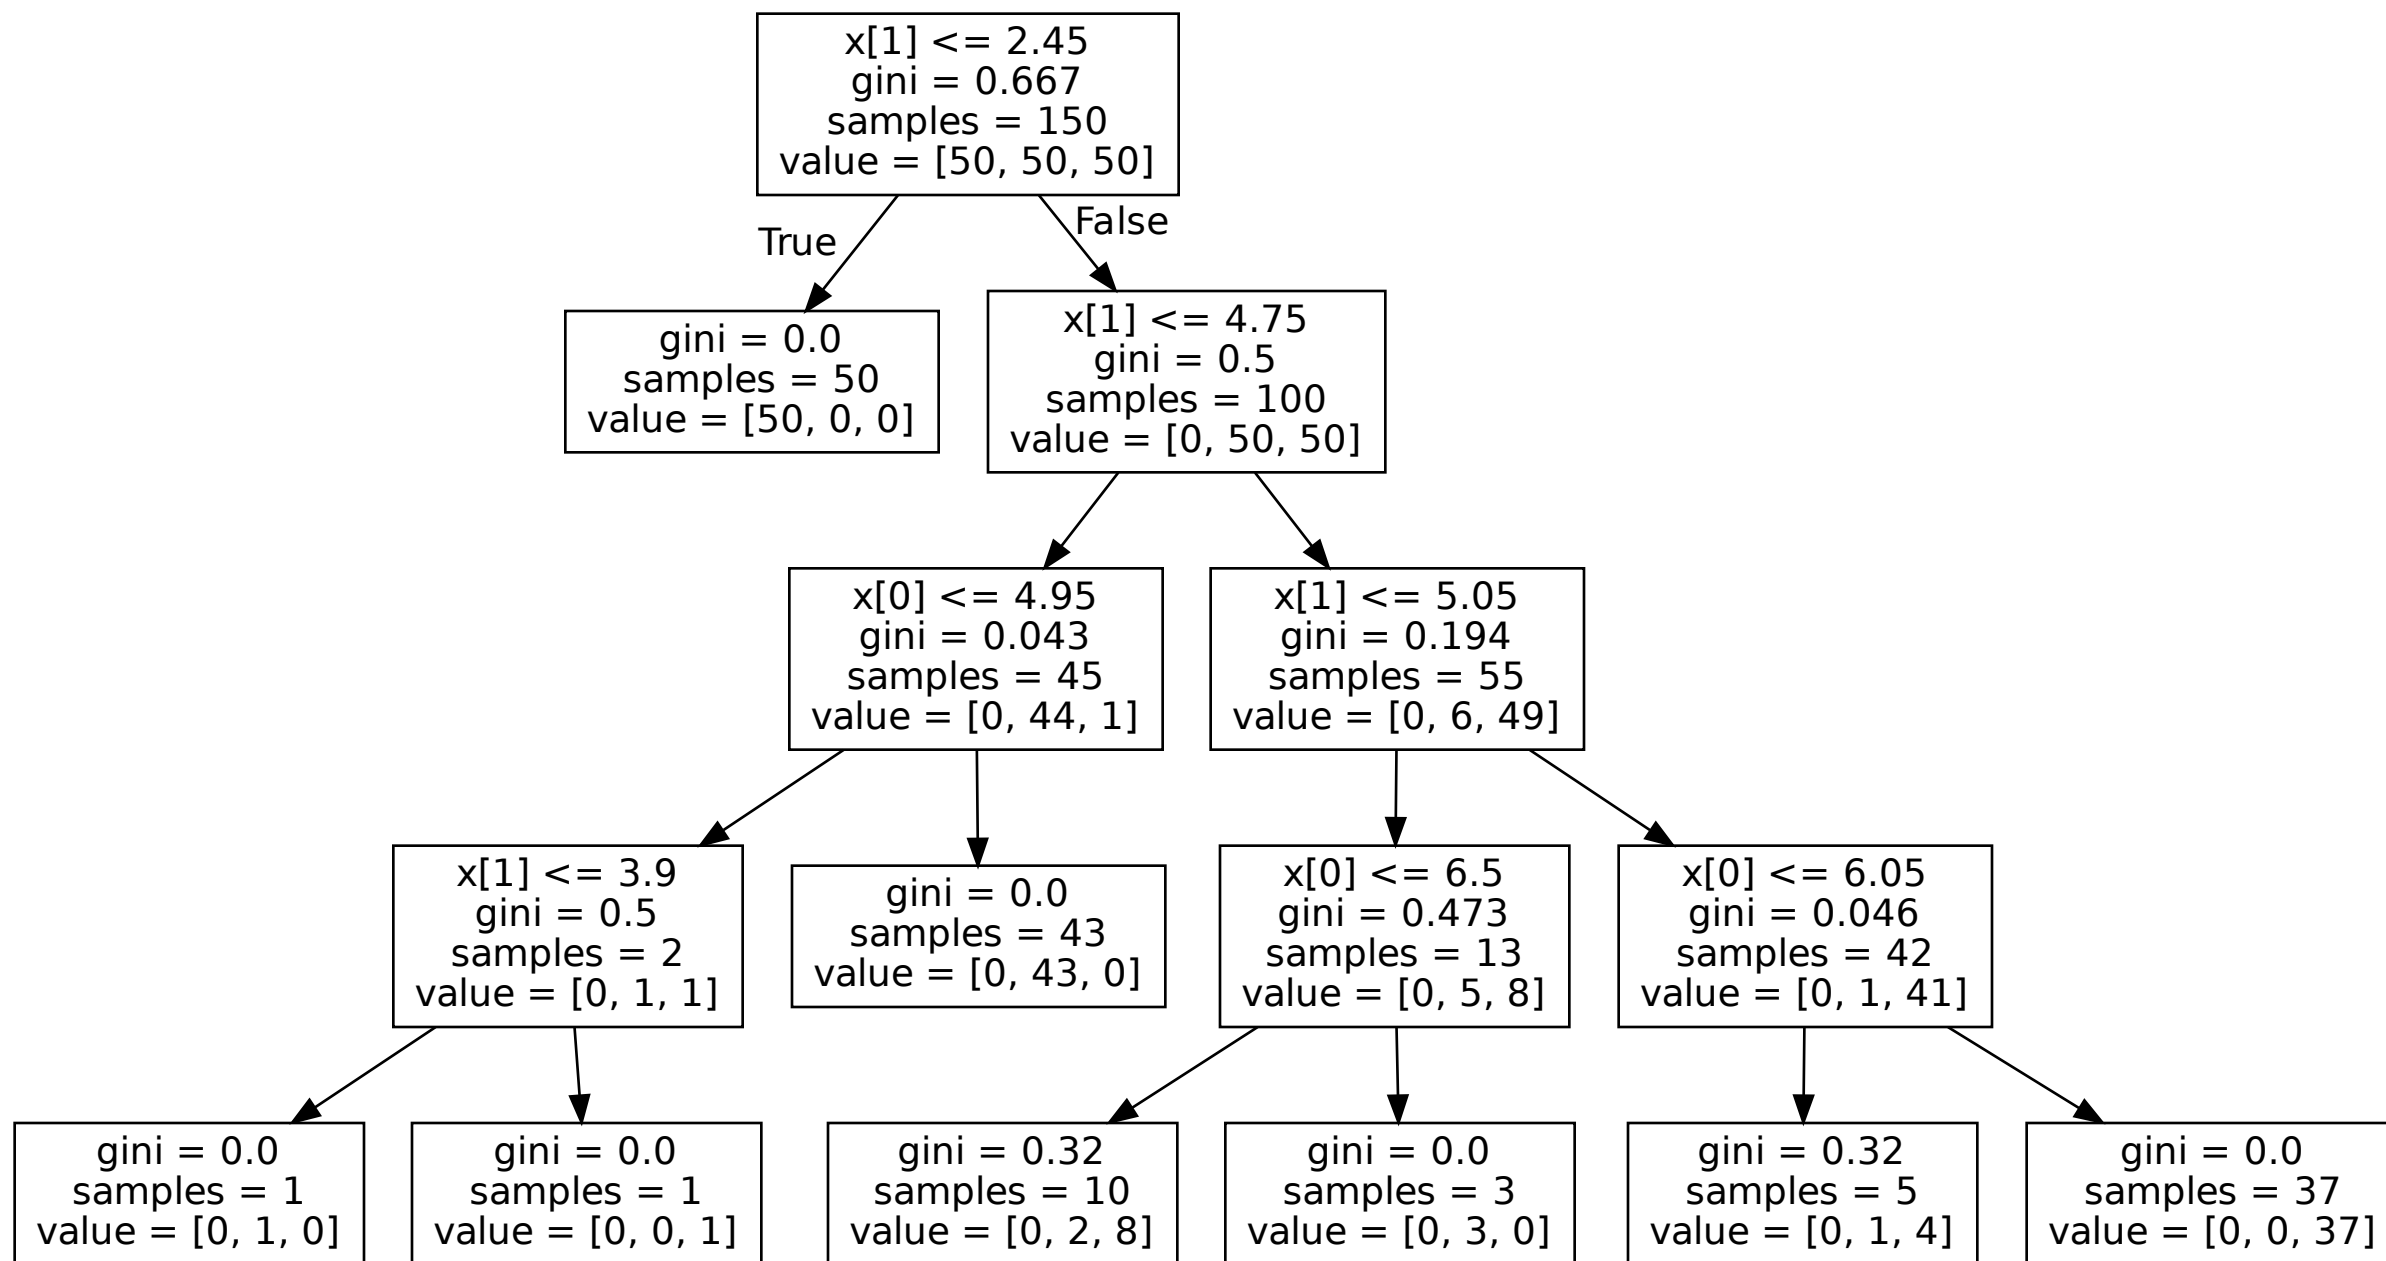 x[1] <= 2.45
gini = 0.667
samples = 150
value = [50, 50, 50]
True
False
gini = 0.0
samples = 50
value = [50, 0, 0]
x[1] <= 4.75
gini = 0.5
samples = 100
value = [0, 50, 50]
x[0] <= 4.95
gini = 0.043
samples = 45
value = [0, 44, 1]
x[1] <= 5.05
gini = 0.194
samples = 55
value = [0, 6, 49]
x[1] <= 3.9
gini = 0.5
samples = 2
value = [0, 1, 1]
gini = 0.0
samples = 43
value = [0, 43, 0]
x[0] <= 6.5
gini = 0.473
samples = 13
value = [0, 5, 8]
x[0] <= 6.05
gini = 0.046
samples = 42
value = [0, 1, 41]
gini = 0.0
samples = 1
value = [0, 1, 0]
gini = 0.0
samples = 1
value = [0, 0, 1]
gini = 0.32
samples = 10
value = [0, 2, 8]
gini = 0.0
samples = 3
value = [0, 3, 0]
gini = 0.32
samples = 5
value = [0, 1, 4]
gini = 0.0
samples = 37
value = [0, 0, 37]